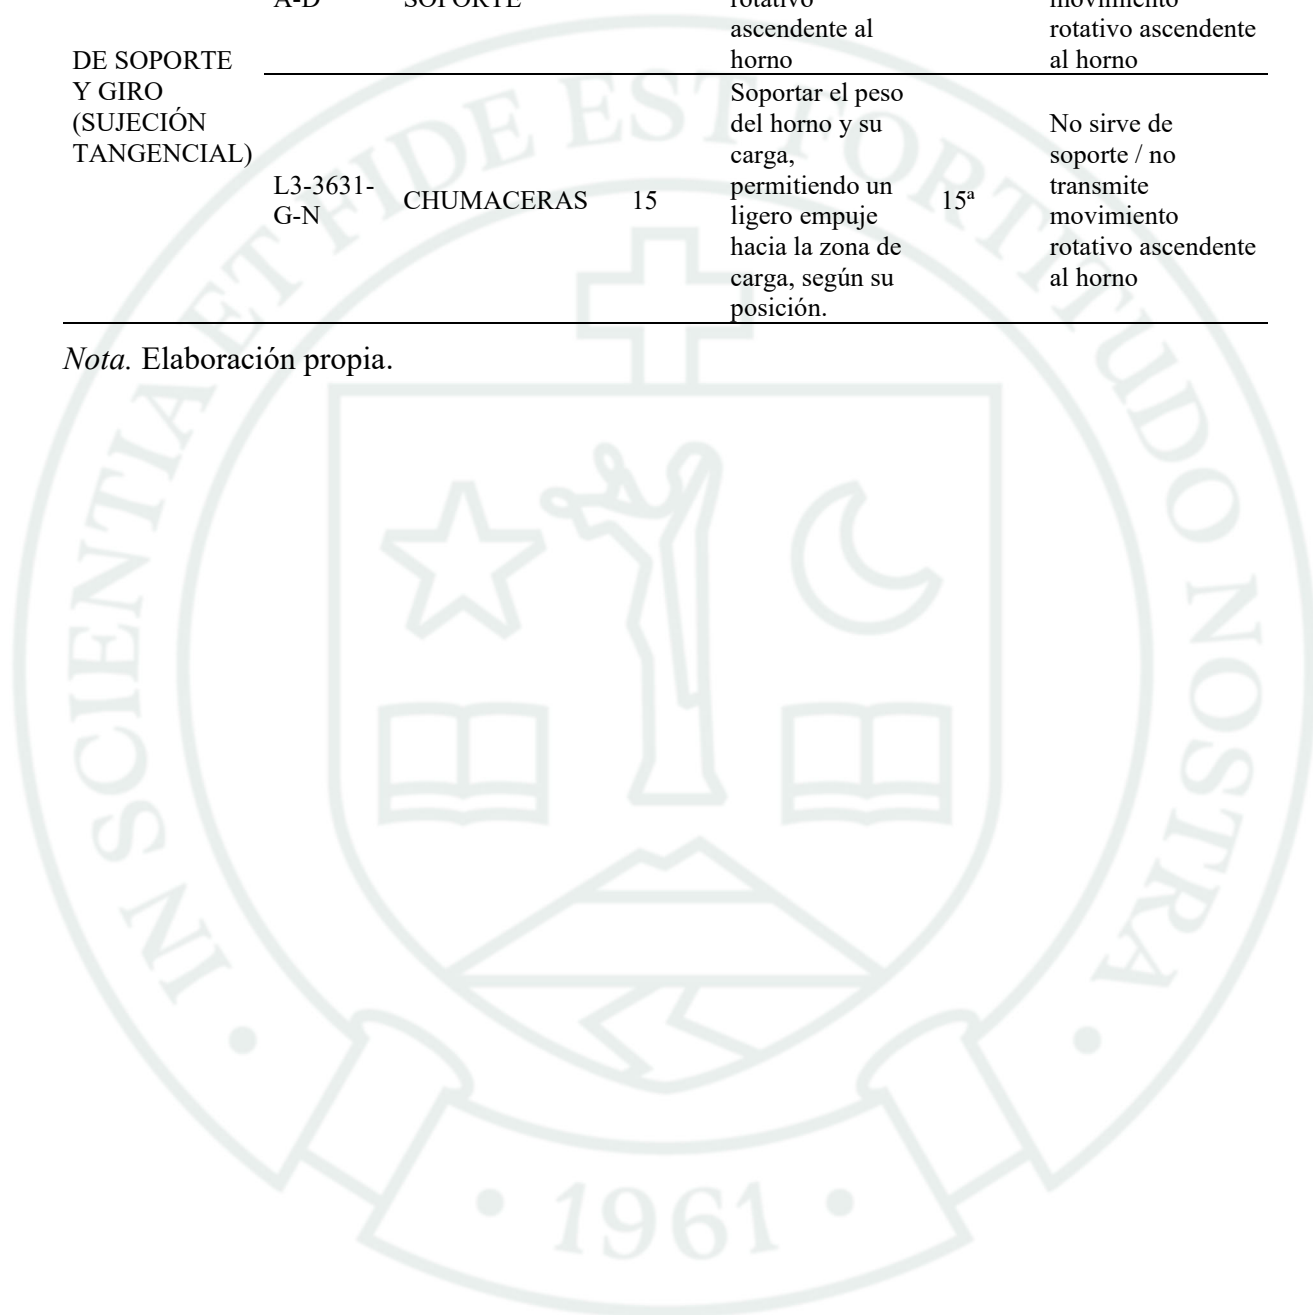 A-D SOPORTE rotativo movimiento
ascendente al rotativo ascendente
horno al horno
DE SOPORTE
Y GIRO
(SUJECIÓN
TANGENCIAL)
L3-3631-
G-N
CHUMACERAS
15
Soportar el peso
del horno y su
carga,
permitiendo un
ligero empuje
hacia la zona de
carga, según su
posición.
15ª
No sirve de
soporte / no
transmite
movimiento
rotativo ascendente
al horno
Nota. Elaboración propia.
IN SCIENTIA ET FIDE EST FORTITUDO NOSTRA
• 1961 •